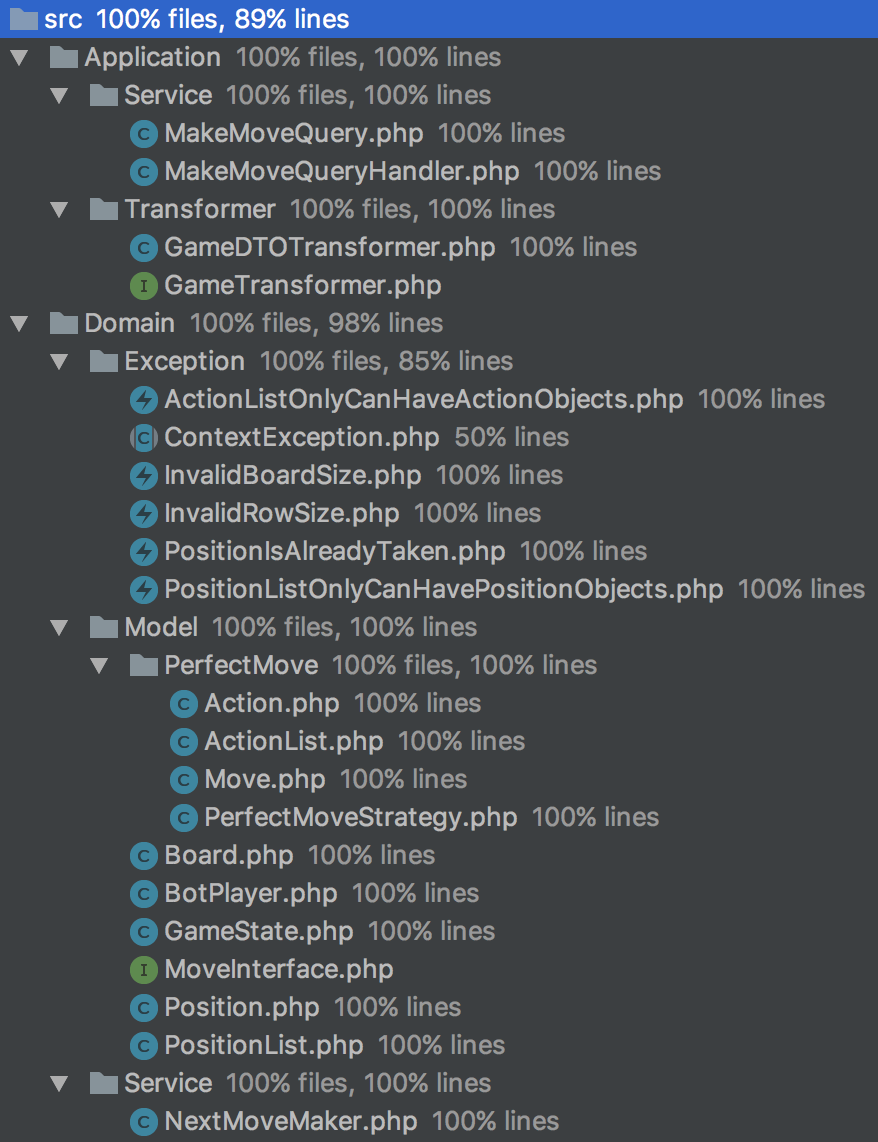 src 100% files, 89% lines
Application 100% files, 100% lines
Service 100% files, 100% lines
C MakeMoveQuery.php 100% lines
C MakeMoveQueryHandler.php 100% lines
Transformer 100% files, 100% lines
C GameDTOTransformer.php 100% lines
I GameTransformer.php
Domain 100% files, 98% lines
Exception 100% files, 85% lines
ActionListOnlyCanHaveActionObjects.php 100% lines
C ContextException.php 50% lines
InvalidBoardSize.php 100% lines
InvalidRowSize.php 100% lines
PositionIsAlreadyTaken.php 100% lines
PositionListOnlyCanHavePositionObjects.php 100% lines
Model 100% files, 100% lines
PerfectMove 100% files, 100% lines
C Action.php 100% lines
C ActionList.php 100% lines
C Move.php 100% lines
C PerfectMoveStrategy.php 100% lines
C Board.php 100% lines
C BotPlayer.php 100% lines
C GameState.php 100% lines
I MoveInterface.php
C Position.php 100% lines
C PositionList.php 100% lines
Service 100% files, 100% lines
C NextMoveMaker.php 100% lines